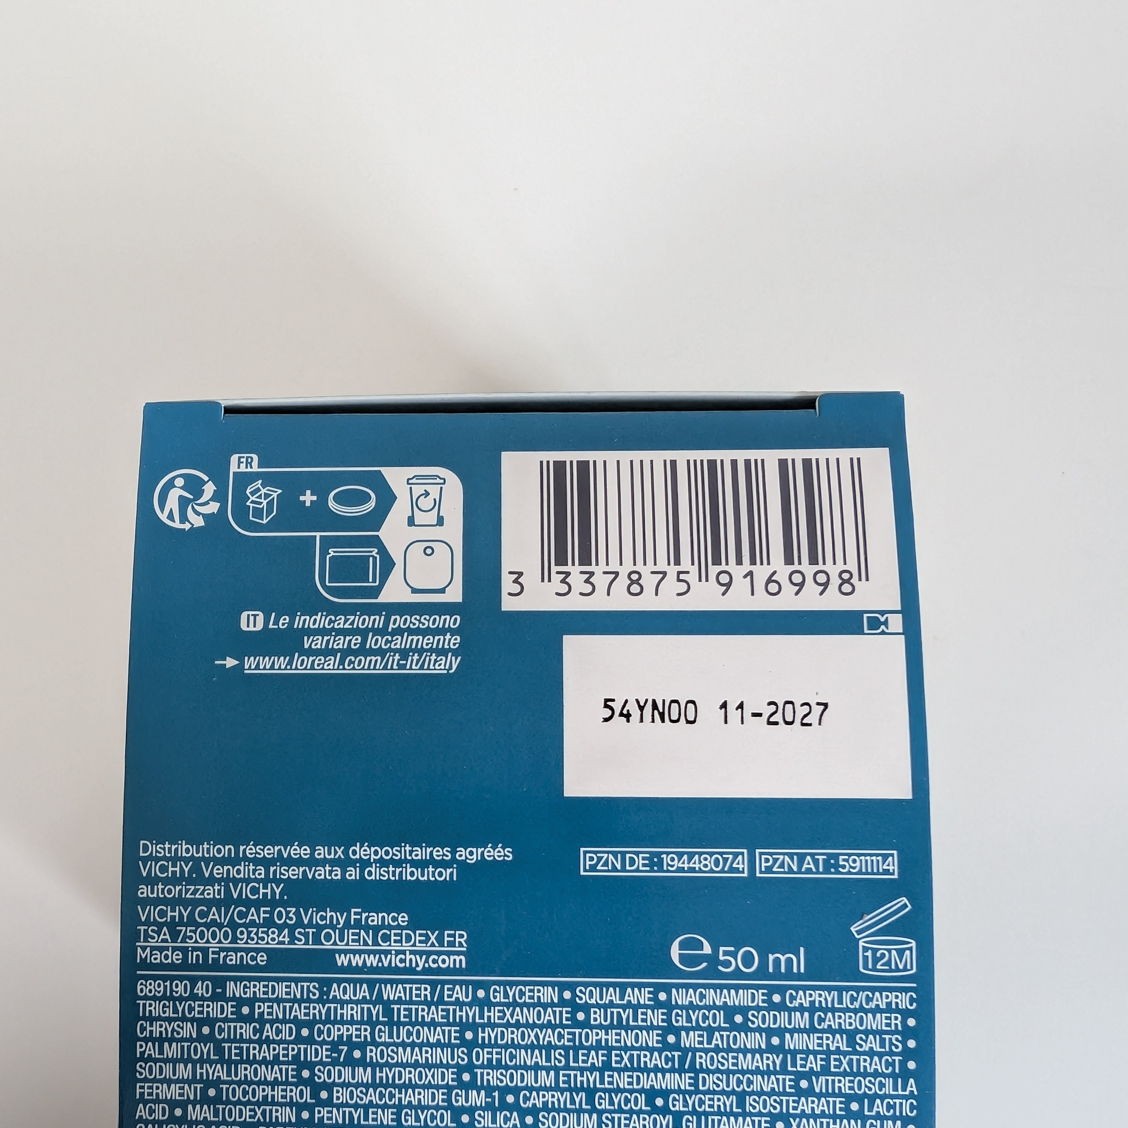 FR
3 337875 916998
IT Le indicazioni possono
variare localmente
www.loreal.com/it-it/italy
54YN00 11-2027
Distribution réservée aux dépositaires agréés
VICHY. Vendita riservata ai distributori
autorizzati VICHY.
VICHY CAI/CAF 03 Vichy France
TSA 75000 93584 ST OUEN CEDEX FR
Made in France www.vichy.com
PZN DE : 19448074 PZN AT : 5911114
e 50 ml 12M
689190 40 - INGREDIENTS : AQUA / WATER / EAU • GLYCERIN • SQUALANE • NIACINAMIDE • CAPRYLIC/CAPRIC
TRIGLYCERIDE • PENTAERYTHRITYL TETRAETHYLHEXANOATE • BUTYLENE GLYCOL • SODIUM CARBOMER •
CHRYSIN • CITRIC ACID • COPPER GLUCONATE • HYDROXYACETOPHENONE • MELATONIN • MINERAL SALTS •
PALMITOYL TETRAPEPTIDE-7 • ROSMARINUS OFFICINALIS LEAF EXTRACT / ROSEMARY LEAF EXTRACT •
SODIUM HYALURONATE • SODIUM HYDROXIDE • TRISODIUM ETHYLENEDIAMINE DISUCCINATE • VITREOSCILLA
FERMENT • TOCOPHEROL • BIOSACCHARIDE GUM-1 • CAPRYLYL GLYCOL • GLYCERYL ISOSTEARATE • LACTIC
ACID • MALTODEXTRIN • PENTYLENE GLYCOL • SILICA • SODIUM STEAROYL GLUTAMATE • XANTHAN GUM •